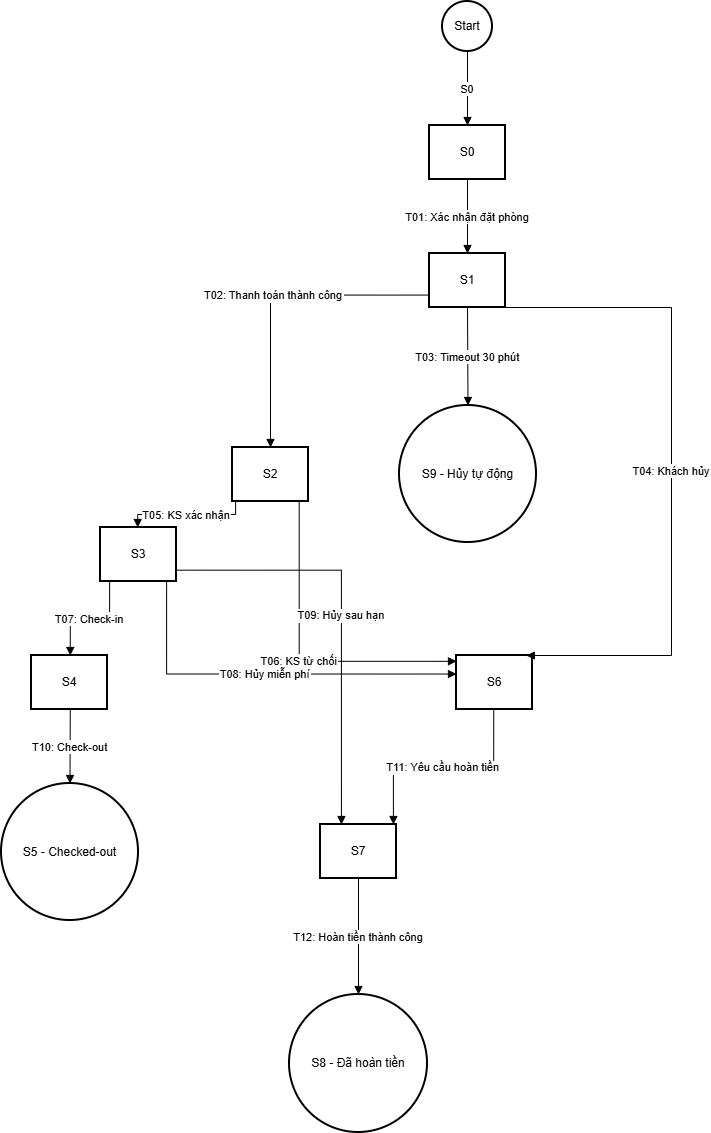 Start
S0
S0
T01: Xác nhận đặt phòng
S1
T02: Thanh toán thành công
T03: Timeout 30 phút
T04: Khách hủy
S2
S9 - Hủy tự động
T05: KS xác nhận
S3
T07: Check-in
T09: Hủy sau hạn
T06: KS từ chối
T08: Hủy miễn phí
S4
S6
T10: Check-out
T11: Yêu cầu hoàn tiền
S5 - Checked-out
S7
T12: Hoàn tiền thành công
S8 - Đã hoàn tiền